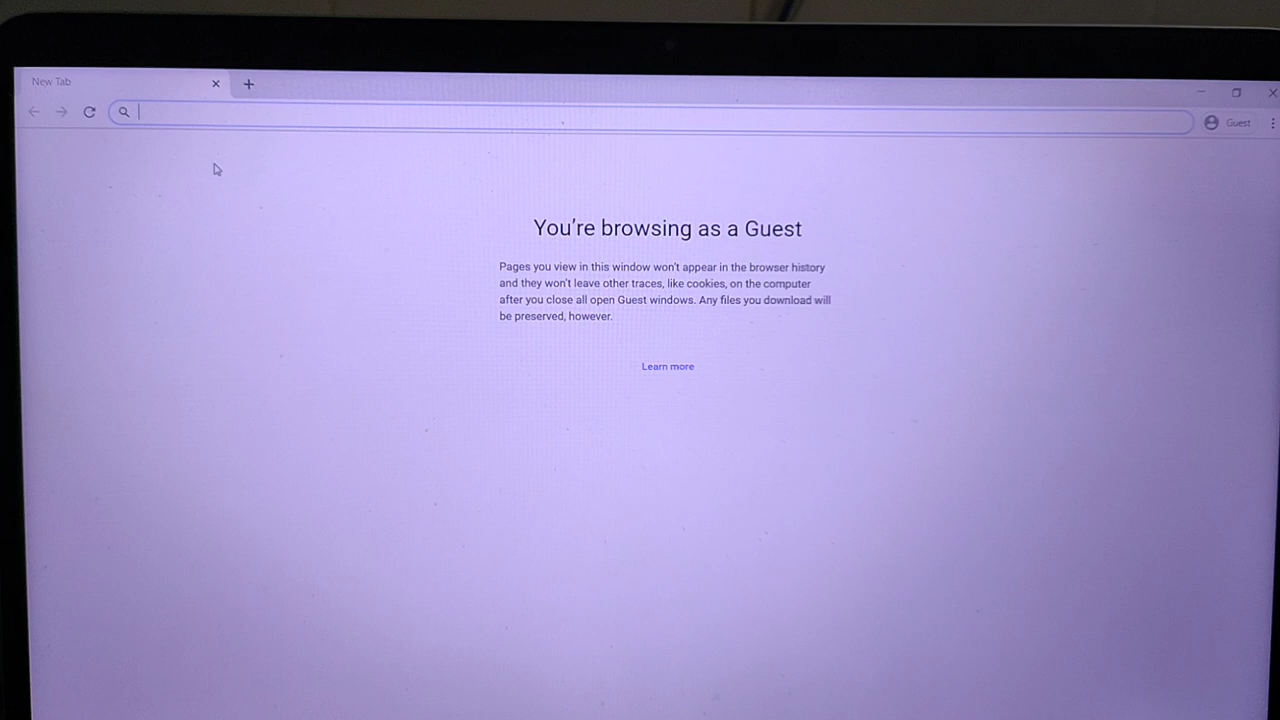 New Tab
Guest
You're browsing as a Guest
Pages you view in this window won't appear in the browser history
and they won't leave other traces, like cookies, on the computer
after you close all open Guest windows. Any files you download will
be preserved, however.
Learn more